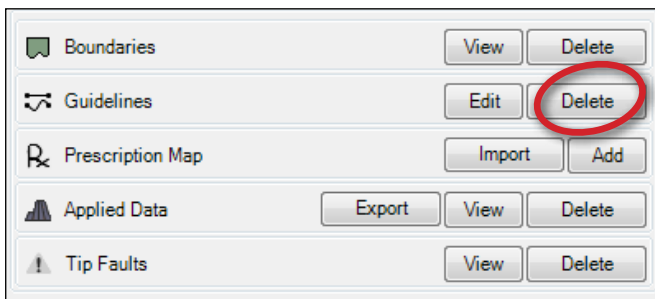 Boundaries View Delete
Guidelines Edit Delete
Rx Prescription Map Import Add
Applied Data Export View Delete
Tip Faults View Delete